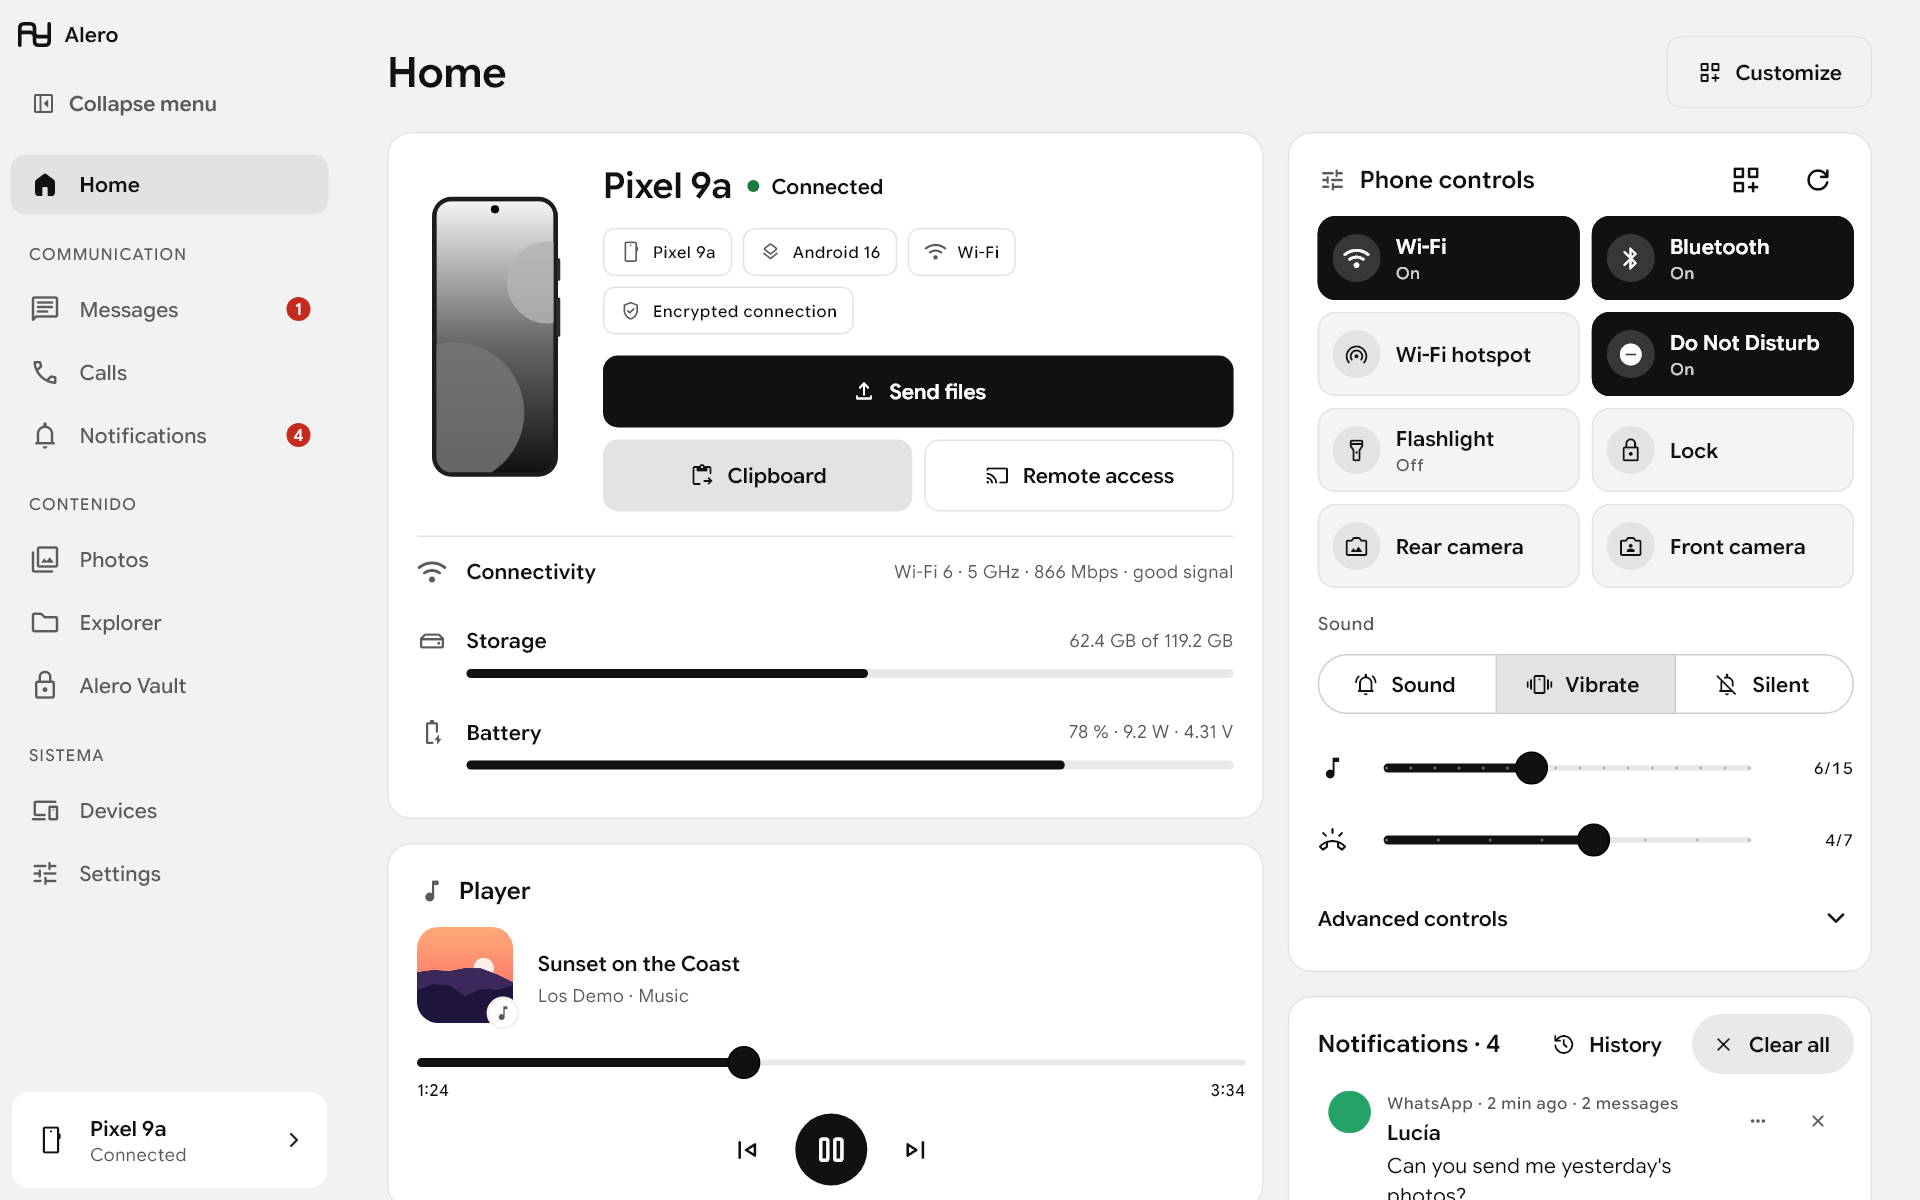 Alero
Collapse menu
Home
COMMUNICATION
Messages
1
Calls
Notifications
4
CONTENIDO
Photos
Explorer
Alero Vault
SISTEMA
Devices
Settings
Pixel 9a
Connected
Home
Customize
Pixel 9a
Connected
Pixel 9a
Android 16
Wi-Fi
Encrypted connection
Send files
Clipboard
Remote access
Connectivity
Wi-Fi 6 · 5 GHz · 866 Mbps · good signal
Storage
62.4 GB of 119.2 GB
Battery
78 % · 9.2 W · 4.31 V
Player
Sunset on the Coast
Los Demo · Music
1:24
3:34
Phone controls
Wi-Fi
On
Bluetooth
On
Wi-Fi hotspot
Do Not Disturb
On
Flashlight
Off
Lock
Rear camera
Front camera
Sound
Sound
Vibrate
Silent
6/15
4/7
Advanced controls
Notifications · 4
History
Clear all
WhatsApp · 2 min ago · 2 messages
Lucía
Can you send me yesterday's
photos?